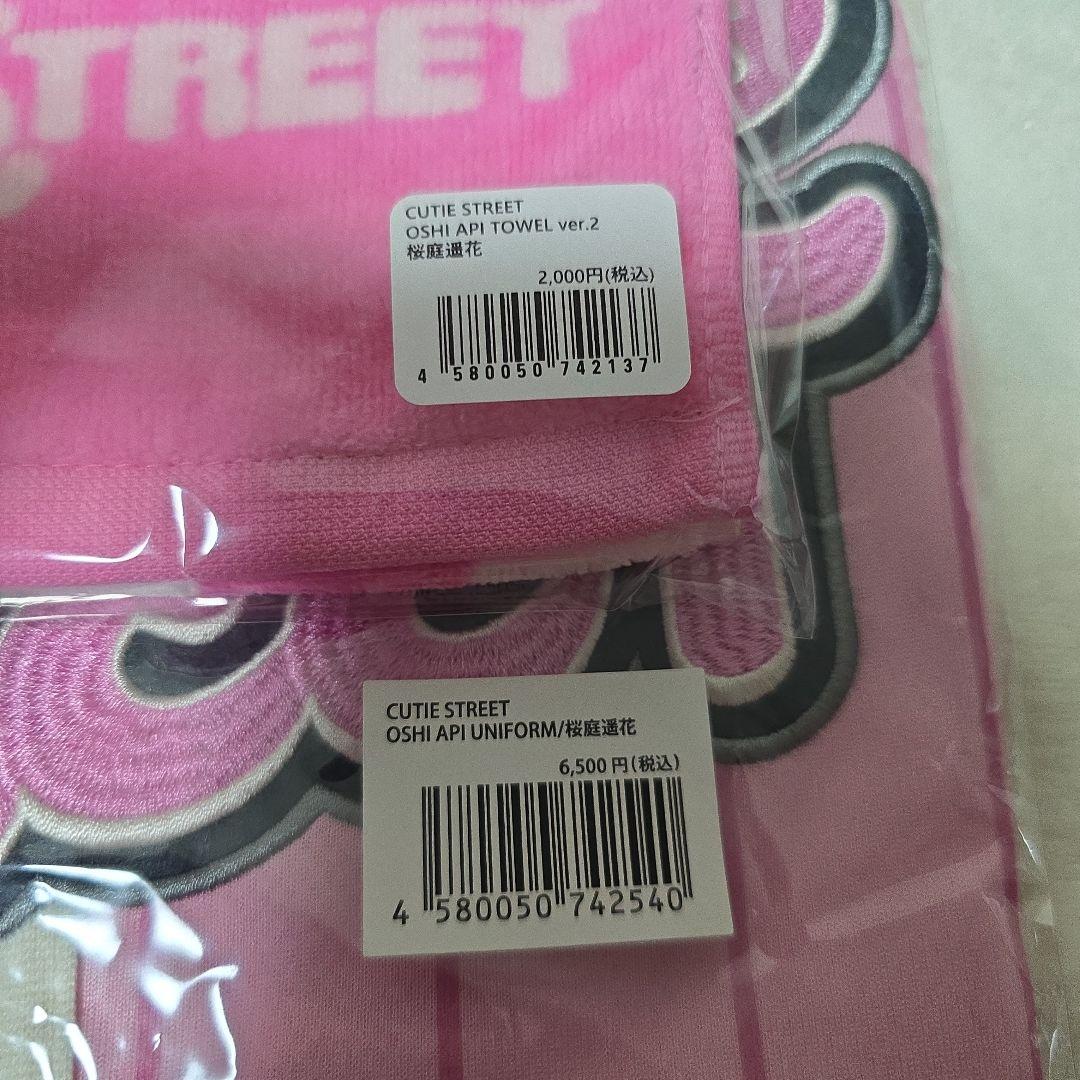 STREET
CUTIE STREET
OSHI API TOWEL ver.2
桜庭遥花
2,000円(税込)
4 580050 742137
CUTIE STREET
OSHI API UNIFORM/桜庭遥花
6,500円(税込)
4 580050 742540